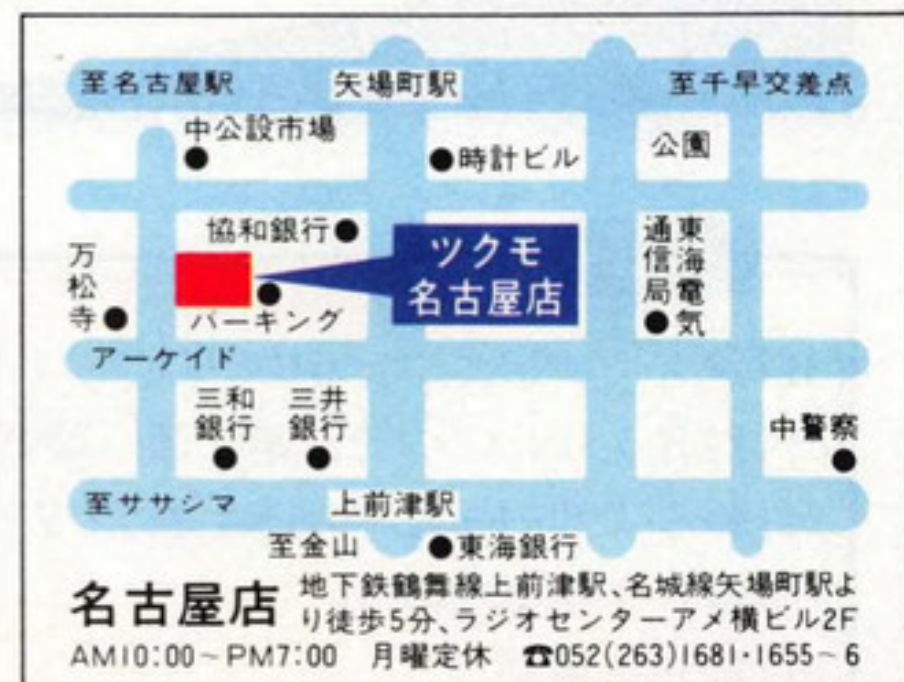 至名古屋駅
矢場町駅
至千早交差点
中公設市場
時計ビル
公園
協和銀行
ツクモ
名古屋店
東海電気
通信局
万松寺
パーキング
アーケイド
三和
銀行
三井
銀行
中警察
至ササシマ
上前津駅
至金山
東海銀行
名古屋店
地下鉄鶴舞線上前津駅、名城線矢場町駅よ
り徒歩5分、ラジオセンターアメ横ビル2F
AM10:00~PM7:00 月曜定休 ☎052(263)1681・1655~6